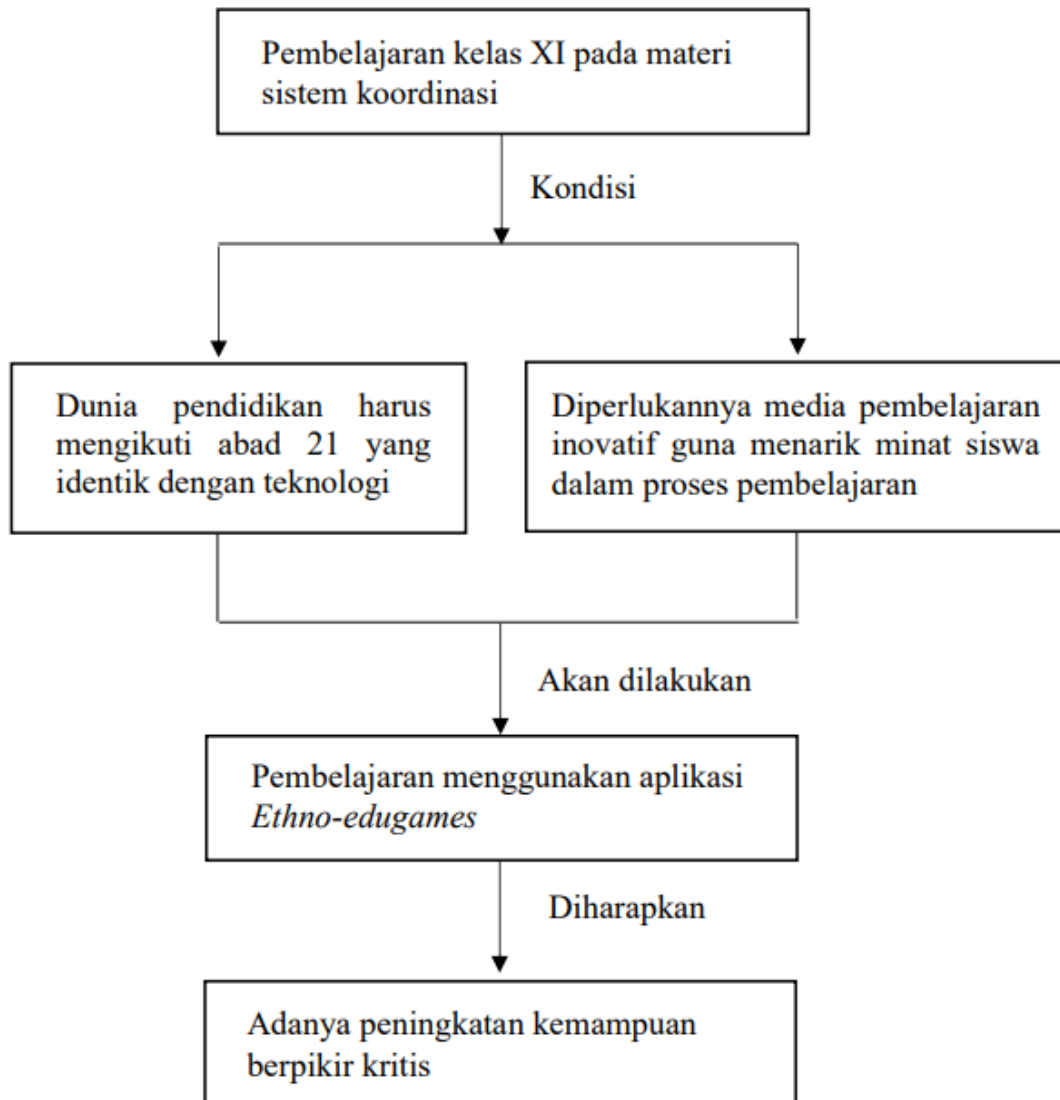 Pembelajaran kelas XI pada materi
sistem koordinasi
Kondisi
Dunia pendidikan harus
mengikuti abad 21 yang
identik dengan teknologi
Diperlukannya media pembelajaran
inovatif guna menarik minat siswa
dalam proses pembelajaran
Akan dilakukan
Pembelajaran menggunakan aplikasi
Ethno-edugames
Diharapkan
Adanya peningkatan kemampuan
berpikir kritis